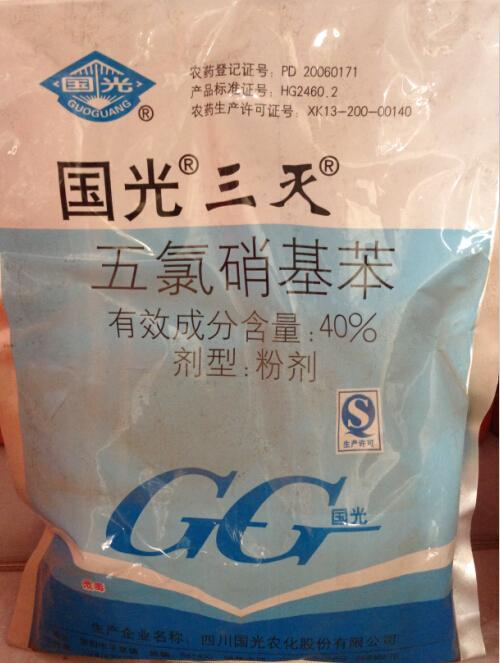 国光
GUOGUANG
®
农药登记证号：PD 20060171
产品标准证号：HG2460.2
农药生产许可证号：XK13-200-00140
国光® 三灭®
五氯硝基苯
有效成分含量：40%
剂型：粉剂
QS
生产许可
GG 国光
微毒
生产企业名称：四川国光农化股份有限公司